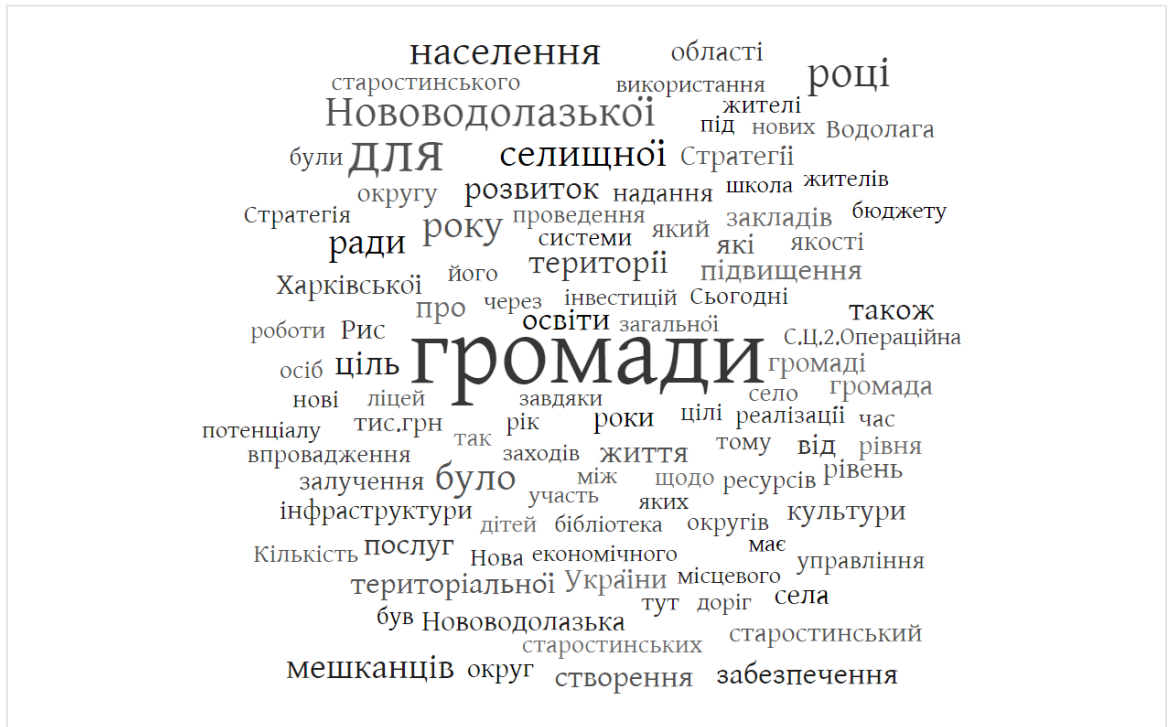 населення області
старостинського використання році
Нововодолазької жителі
під нових Водолага
були для селищної Стратегії
округу розвиток надання школа жителів
Стратегія року проведення який закладів бюджету
ради системи які якості
його території підвищення
Харківської про через інвестицій Сьогодні також
роботи Рис освіти загальної С.Ц.2.Операційна
осіб ціль громади громаді
нові ліцей завдяки село громада
потенціалу тис.грн рік роки цілі реалізації час
впровадження так заходів життя тому від рівня
залучення було між щодо ресурсів рівень
інфраструктури участь яких культури
дітей бібліотека округів
Кількість послуг Нова економічного має управління
територіальної України місцевого
тут доріг села
був Нововодолазька старостинський
старостинських
мешканців округ створення забезпечення